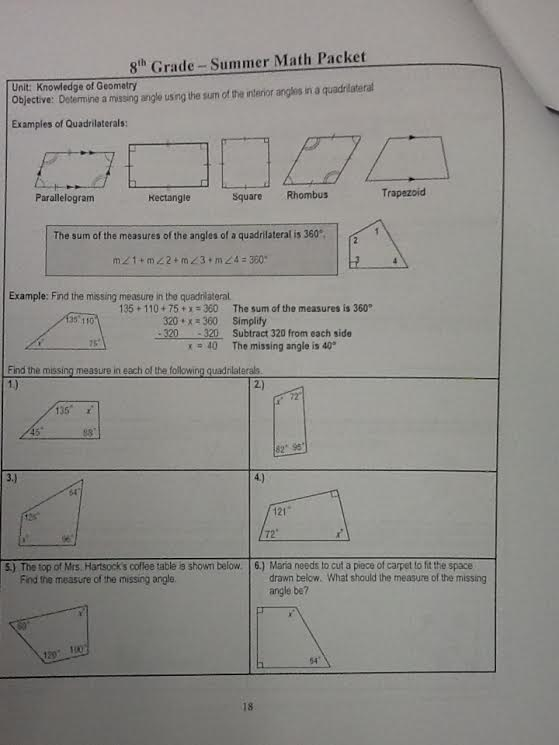 8th Grade – Summer Math Packet
Unit: Knowledge of Geometry
Objective: Determine a missing angle using the sum of the interior angles in a quadrilateral
Examples of Quadrilaterals:
Parallelogram Rectangle Square Rhombus Trapezoid
The sum of the measures of the angles of a quadrilateral is 360°.
m∠1 + m∠2 + m∠3 + m∠4 = 360°
1
2
3 4
Example: Find the missing measure in the quadrilateral.
135 + 110 + 75 + x = 360 The sum of the measures is 360°
320 + x = 360 Simplify
- 320 - 320 Subtract 320 from each side
x = 40 The missing angle is 40°
135° 110°
x° 75°
Find the missing measure in each of the following quadrilaterals.
1.)
135° x°
45° 88°
2.)
x° 72°
82° 95°
3.)
64°
x° 96°
4.)
121°
72° x°
5.) The top of Mrs. Hartsock's coffee table is shown below.
Find the measure of the missing angle.
x°
120° 100°
6.) Maria needs to cut a piece of carpet to fit the space
drawn below. What should the measure of the missing
angle be?
x°
64°
18